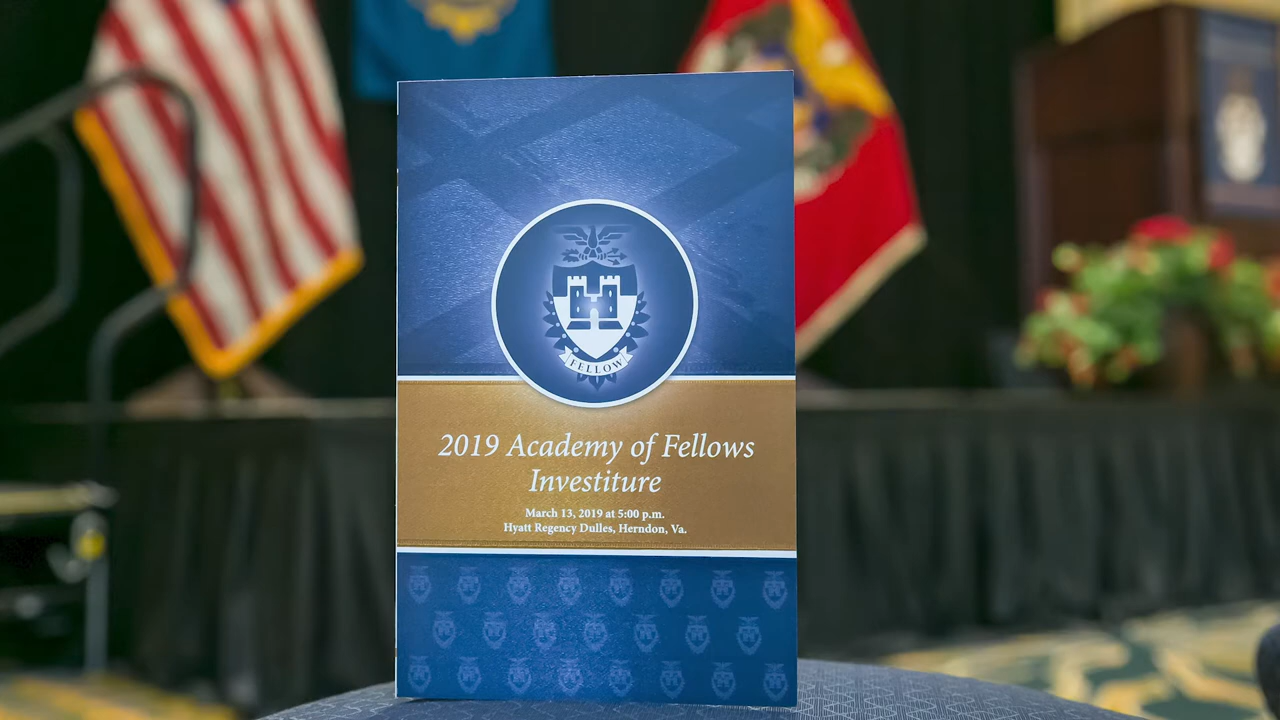 FELLOW
2019 Academy of Fellows
Investiture
March 13, 2019 at 5:00 p.m.
Hyatt Regency Dulles, Herndon, Va.